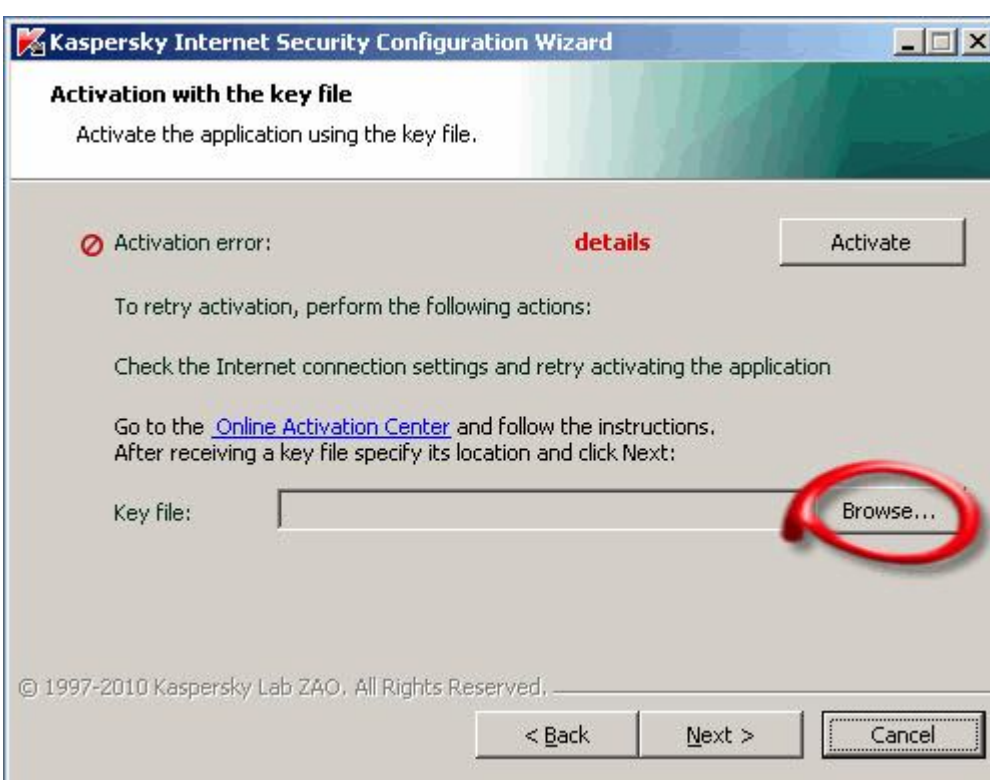 Kaspersky Internet Security Configuration Wizard
Activation with the key file
Activate the application using the key file.
Activation error: details Activate
To retry activation, perform the following actions:
Check the Internet connection settings and retry activating the application
Go to the Online Activation Center and follow the instructions.
After receiving a key file specify its location and click Next:
Key file: Browse...
© 1997-2010 Kaspersky Lab ZAO. All Rights Reserved.
< Back Next > Cancel